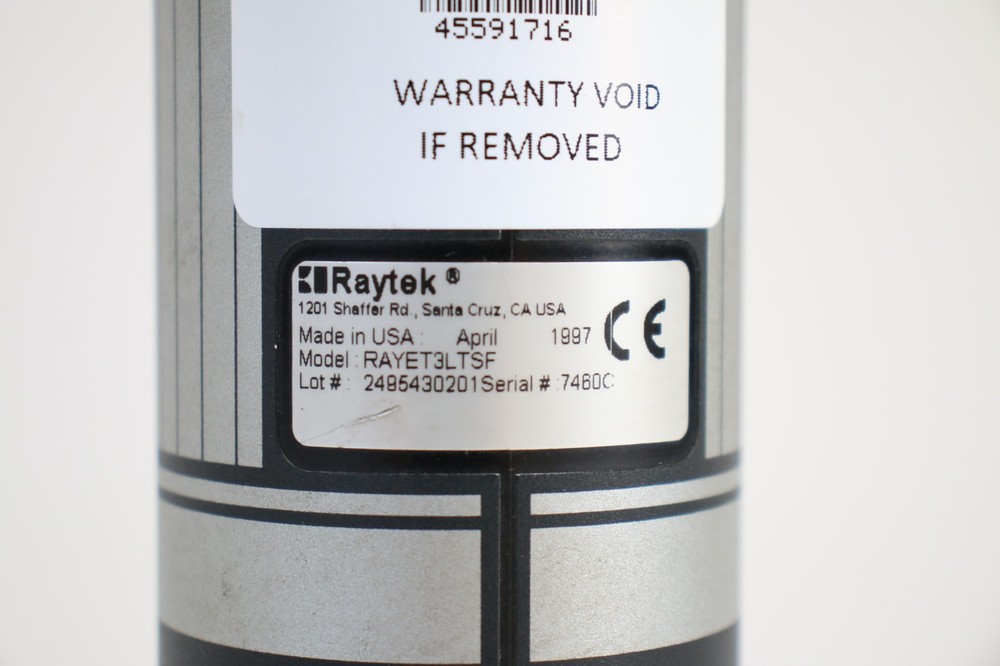 45591716
WARRANTY VOID
IF REMOVED
Raytek ®
1201 Shaffer Rd., Santa Cruz, CA USA
Made in USA : April 1997
Model : RAYET3LTSF
Lot # : 2495430201 Serial # : 7460C
CE